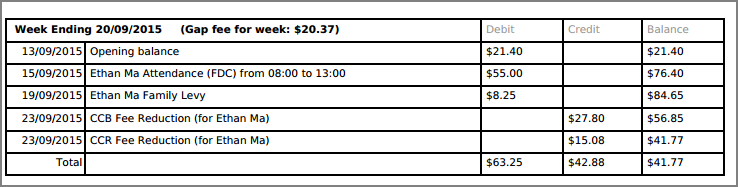 Week Ending 20/09/2015 (Gap fee for week: $20.37) Debit Credit Balance
13/09/2015 Opening balance $21.40 $21.40
15/09/2015 Ethan Ma Attendance (FDC) from 08:00 to 13:00 $55.00 $76.40
19/09/2015 Ethan Ma Family Levy $8.25 $84.65
23/09/2015 CCB Fee Reduction (for Ethan Ma) $27.80 $56.85
23/09/2015 CCR Fee Reduction (for Ethan Ma) $15.08 $41.77
Total $63.25 $42.88 $41.77